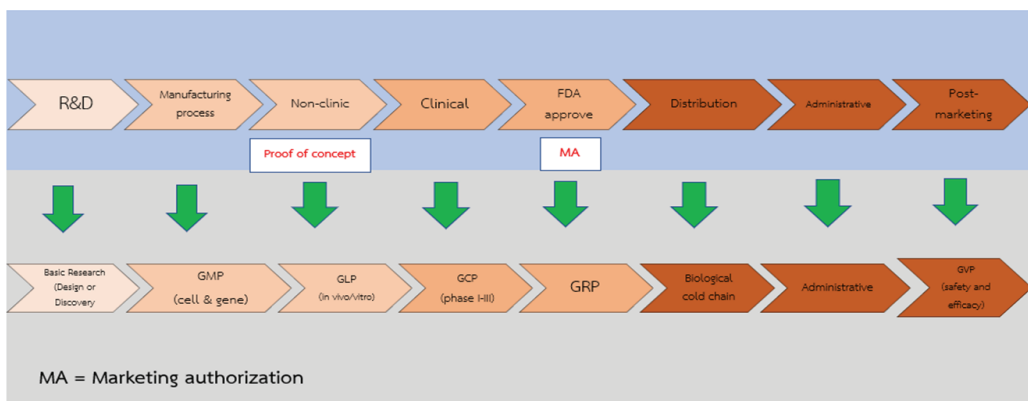 R&D
Manufacturing
process
Non-clinic
Clinical
FDA
approve
Distribution
Administrative
Post-
marketing
Proof of concept
MA
Basic Research
(Design or
Discovery
GMP
(cell & gene)
GLP
(in vivo/vitro)
GCP
(phase I-III)
GRP
Biological
cold chain
Administrative
GVP
(safety and
efficacy)
MA = Marketing authorization